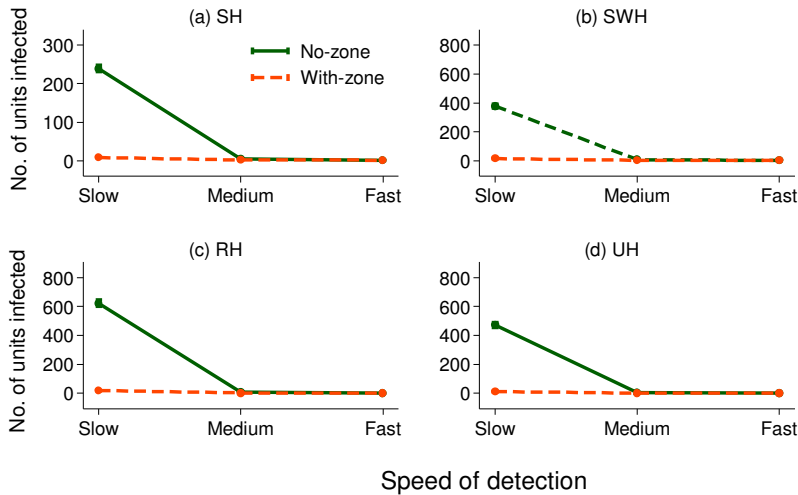 (a) SH
No. of units infected
300
200
100
0
No-zone
With-zone
Slow Medium Fast
(b) SWH
800
600
400
200
0
Slow Medium Fast
(c) RH
No. of units infected
800
600
400
200
0
Slow Medium Fast
(d) UH
800
600
400
200
0
Slow Medium Fast
Speed of detection